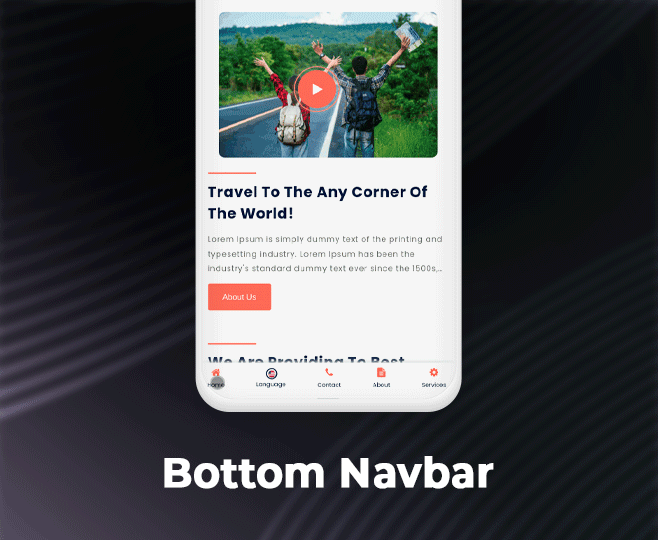 Travel To The Any Corner Of
The World!
Lorem Ipsum is simply dummy text of the printing and
typesetting industry. Lorem Ipsum has been the
industry's standard dummy text ever since the 1500s,...
About Us
We Are Providing To Best
Home
Language
Contact
About
Services
Bottom Navbar